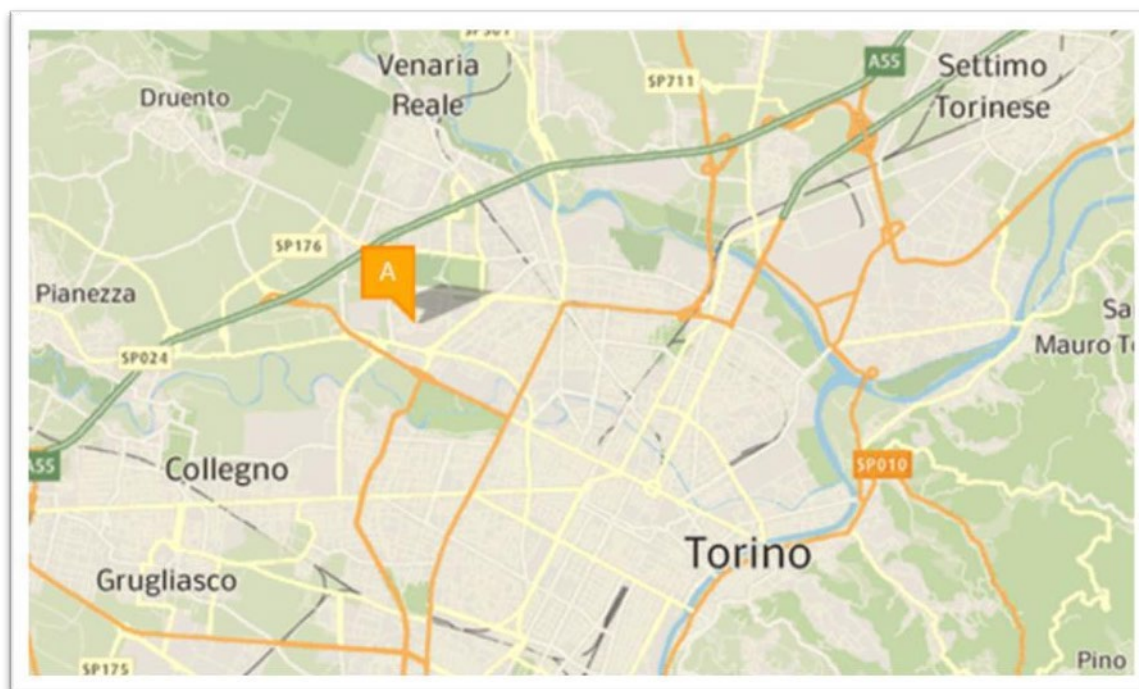 Venaria
Reale
Druento
SP711
A55
Settimo
Torinese
SP176
A
Pianezza
SP024
Mauro
A55
Collegno
SP010
Torino
Grugliasco
SP175
Pino